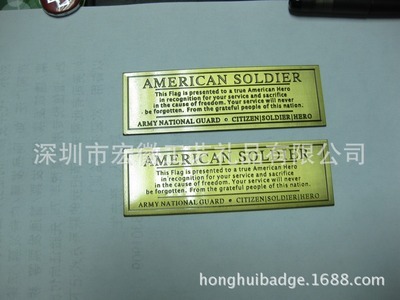 AMERICAN SOLDIER
This Flag is presented to a true American Hero
in recognition for your service and sacrifice
in the cause of freedom. Your service will never
be forgotten. From the grateful people of this nation.
ARMY NATIONAL GUARD • CITIZEN|SOLDIER|HERO
深圳市宏徽工艺礼品有限公司
AMERICAN SOLDIER
This Flag is presented to a true American Hero
in recognition for your service and sacrifice
in the cause of freedom. Your service will never
be forgotten. From the grateful people of this nation.
ARMY NATIONAL GUARD • CITIZEN|SOLDIER|HERO
honghuibadge.1688.com